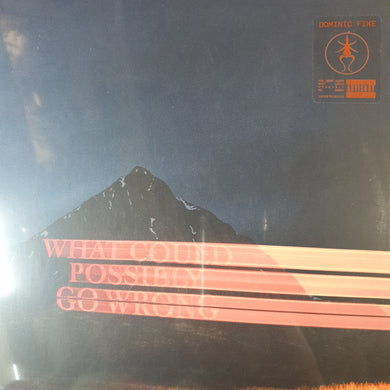 DOMINIC FIKE
WHAT COULD
POSSIBLY
GO WRONG